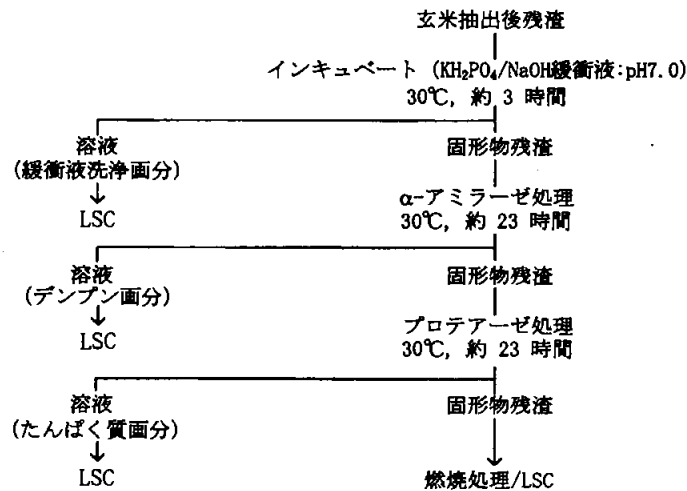 玄米抽出後残渣
インキュベート (KH₂PO₄/NaOH緩衝液:pH7.0)
30℃, 約 3 時間
溶液
(緩衝液洗浄画分)
LSC
固形物残渣
α-アミラーゼ処理
30℃, 約 23 時間
溶液
(デンプン画分)
LSC
固形物残渣
プロテアーゼ処理
30℃, 約 23 時間
溶液
(たんぱく質画分)
LSC
固形物残渣
燃焼処理/LSC